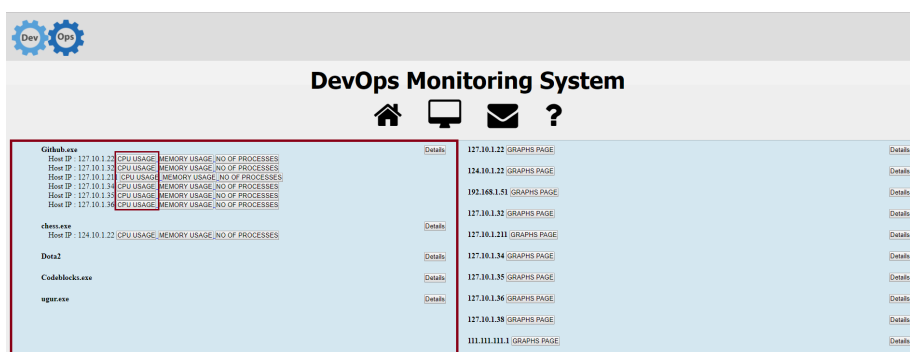 Dev Ops
DevOps Monitoring System
?
Github.exe Details
Host IP : 127.10.1.22 CPU USAGE MEMORY USAGE NO OF PROCESSES
Host IP : 127.10.1.32 CPU USAGE MEMORY USAGE NO OF PROCESSES
Host IP : 127.10.1.211 CPU USAGE MEMORY USAGE NO OF PROCESSES
Host IP : 127.10.1.34 CPU USAGE MEMORY USAGE NO OF PROCESSES
Host IP : 127.10.1.35 CPU USAGE MEMORY USAGE NO OF PROCESSES
Host IP : 127.10.1.36 CPU USAGE MEMORY USAGE NO OF PROCESSES
chess.exe Details
Host IP : 124.10.1.22 CPU USAGE MEMORY USAGE NO OF PROCESSES
Dota2 Details
Codeblocks.exe Details
ugur.exe Details
127.10.1.22 GRAPHS PAGE Details
124.10.1.22 GRAPHS PAGE Details
192.168.1.51 GRAPHS PAGE Details
127.10.1.32 GRAPHS PAGE Details
127.10.1.211 GRAPHS PAGE Details
127.10.1.34 GRAPHS PAGE Details
127.10.1.35 GRAPHS PAGE Details
127.10.1.36 GRAPHS PAGE Details
127.10.1.38 GRAPHS PAGE Details
111.111.111.1 GRAPHS PAGE Details